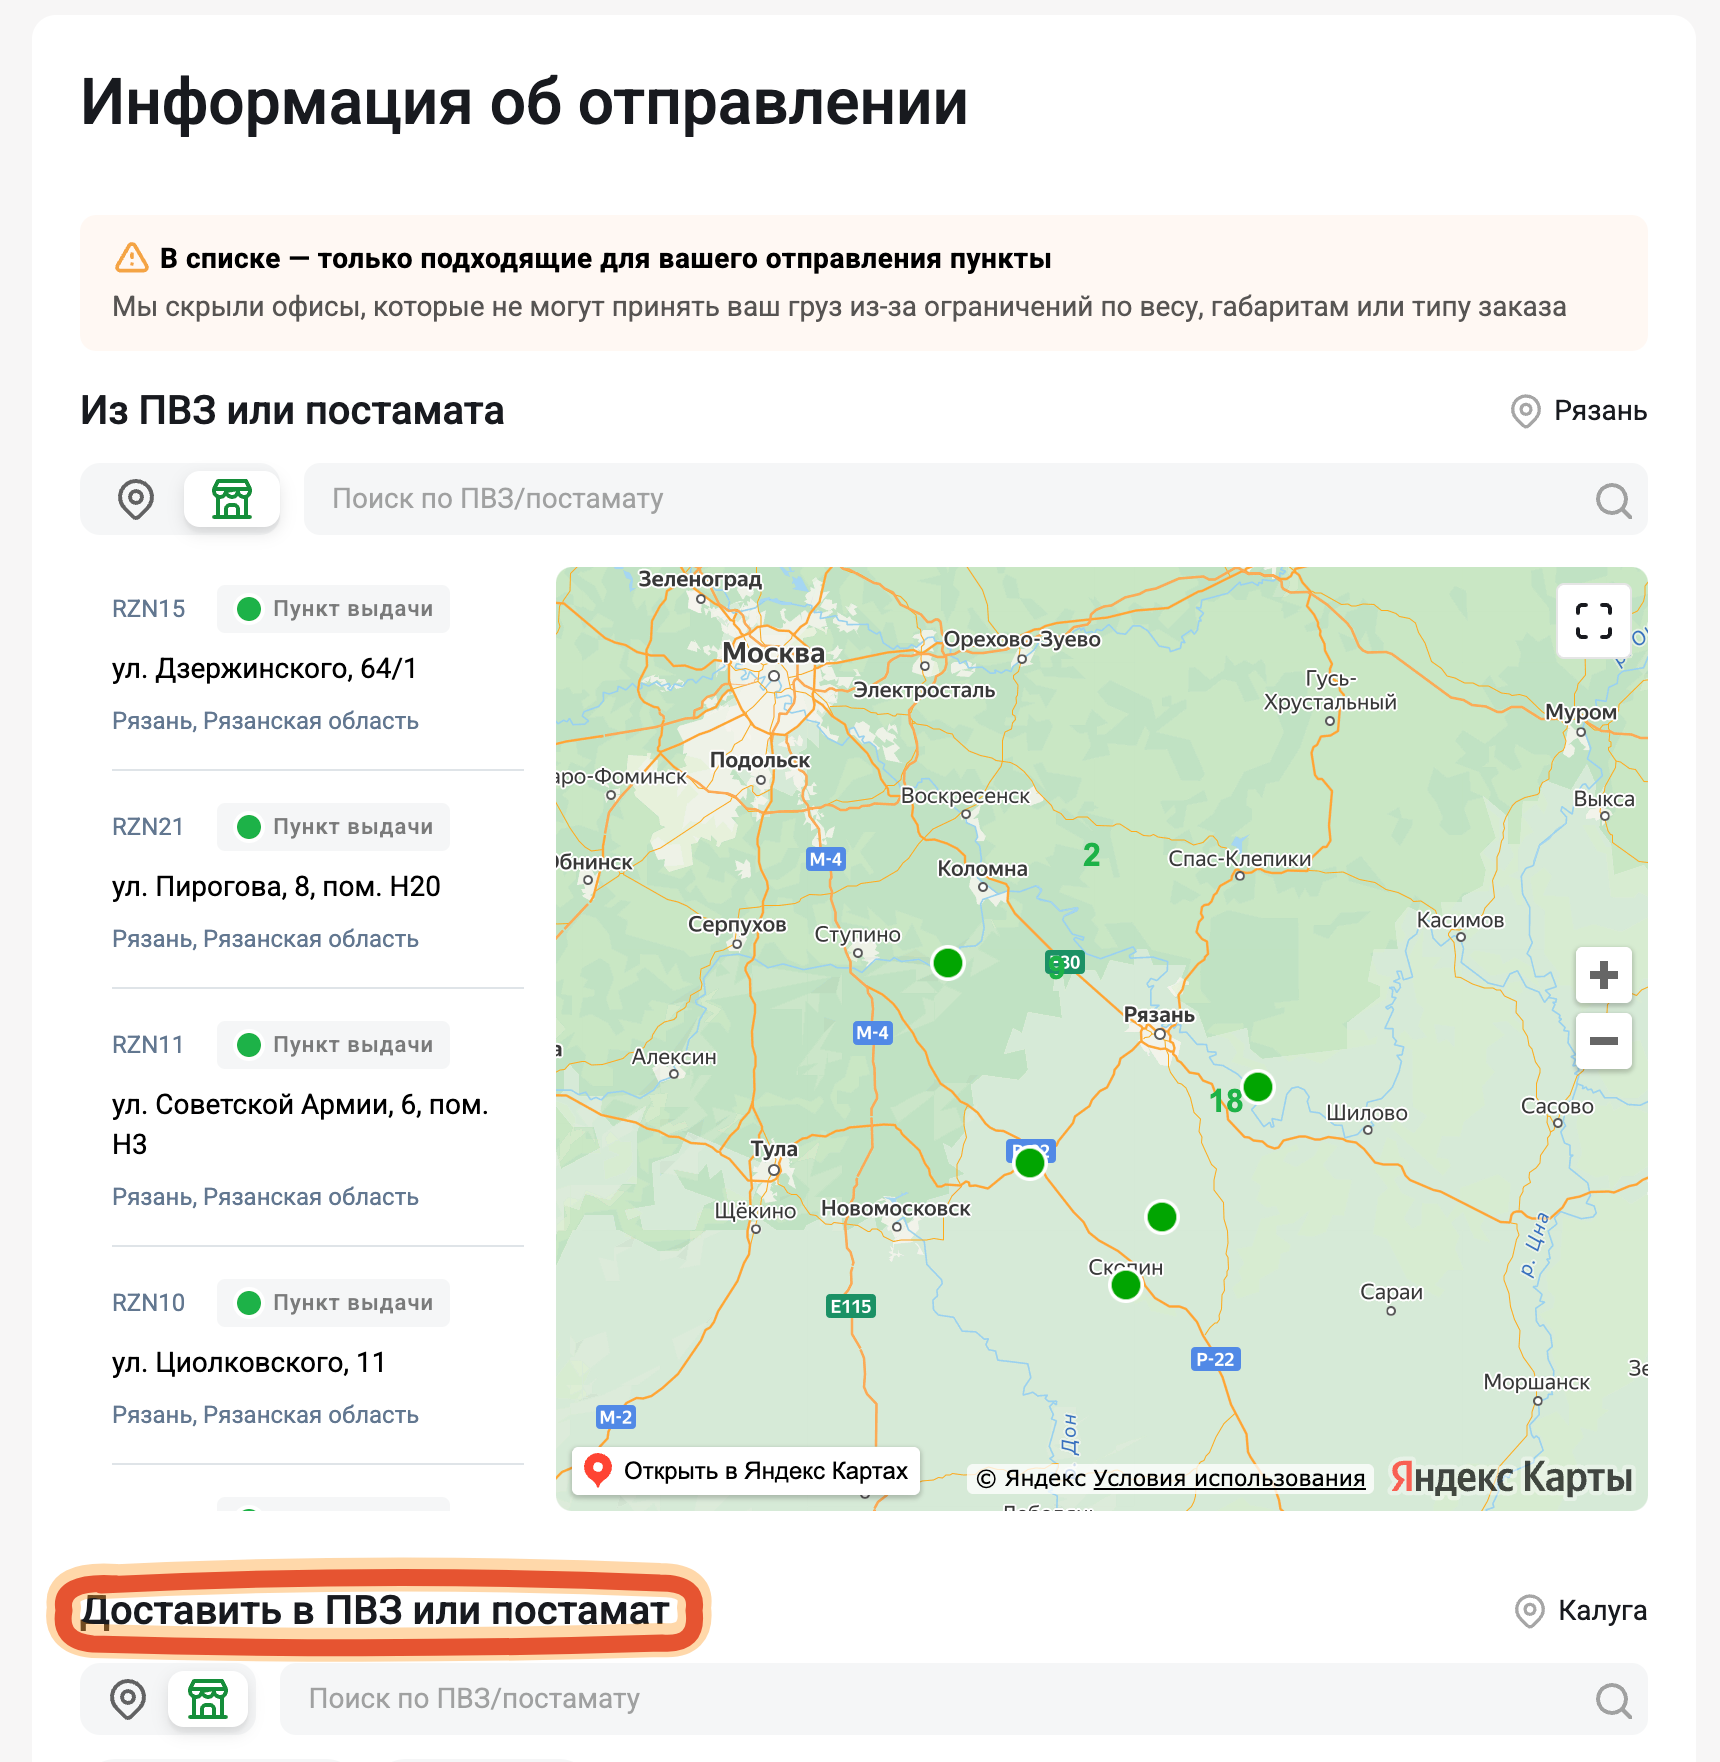 Информация об отправлении
В списке — только подходящие для вашего отправления пункты
Мы скрыли офисы, которые не могут принять ваш груз из-за ограничений по весу, габаритам или типу заказа
Из ПВЗ или постамата
Рязань
Поиск по ПВЗ/постамату
RZN15
Пункт выдачи
ул. Дзержинского, 64/1
Рязань, Рязанская область
RZN21
Пункт выдачи
ул. Пирогова, 8, пом. Н20
Рязань, Рязанская область
RZN11
Пункт выдачи
ул. Советской Армии, 6, пом.
Н3
Рязань, Рязанская область
RZN10
Пункт выдачи
ул. Циолковского, 11
Рязань, Рязанская область
Зеленоград
Москва
Орехово-Зуево
Электросталь
Гусь-
Хрустальный
Муром
Подольск
аро-Фоминск
Воскресенск
Выкса
М-4
2
Спас-Клепики
бнинск
Коломна
Серпухов
Ступино
Касимов
Рязань
М-4
Алексин
18
Шилово
Сасово
Тула
Щёкино
Новомосковск
р. Цна
Скопин
Сараи
Е115
Р-22
Моршанск
М-2
Дон
Открыть в Яндекс Картах
© Яндекс Условия использования
Яндекс Карты
Доставить в ПВЗ или постамат
Калуга
Поиск по ПВЗ/постамату